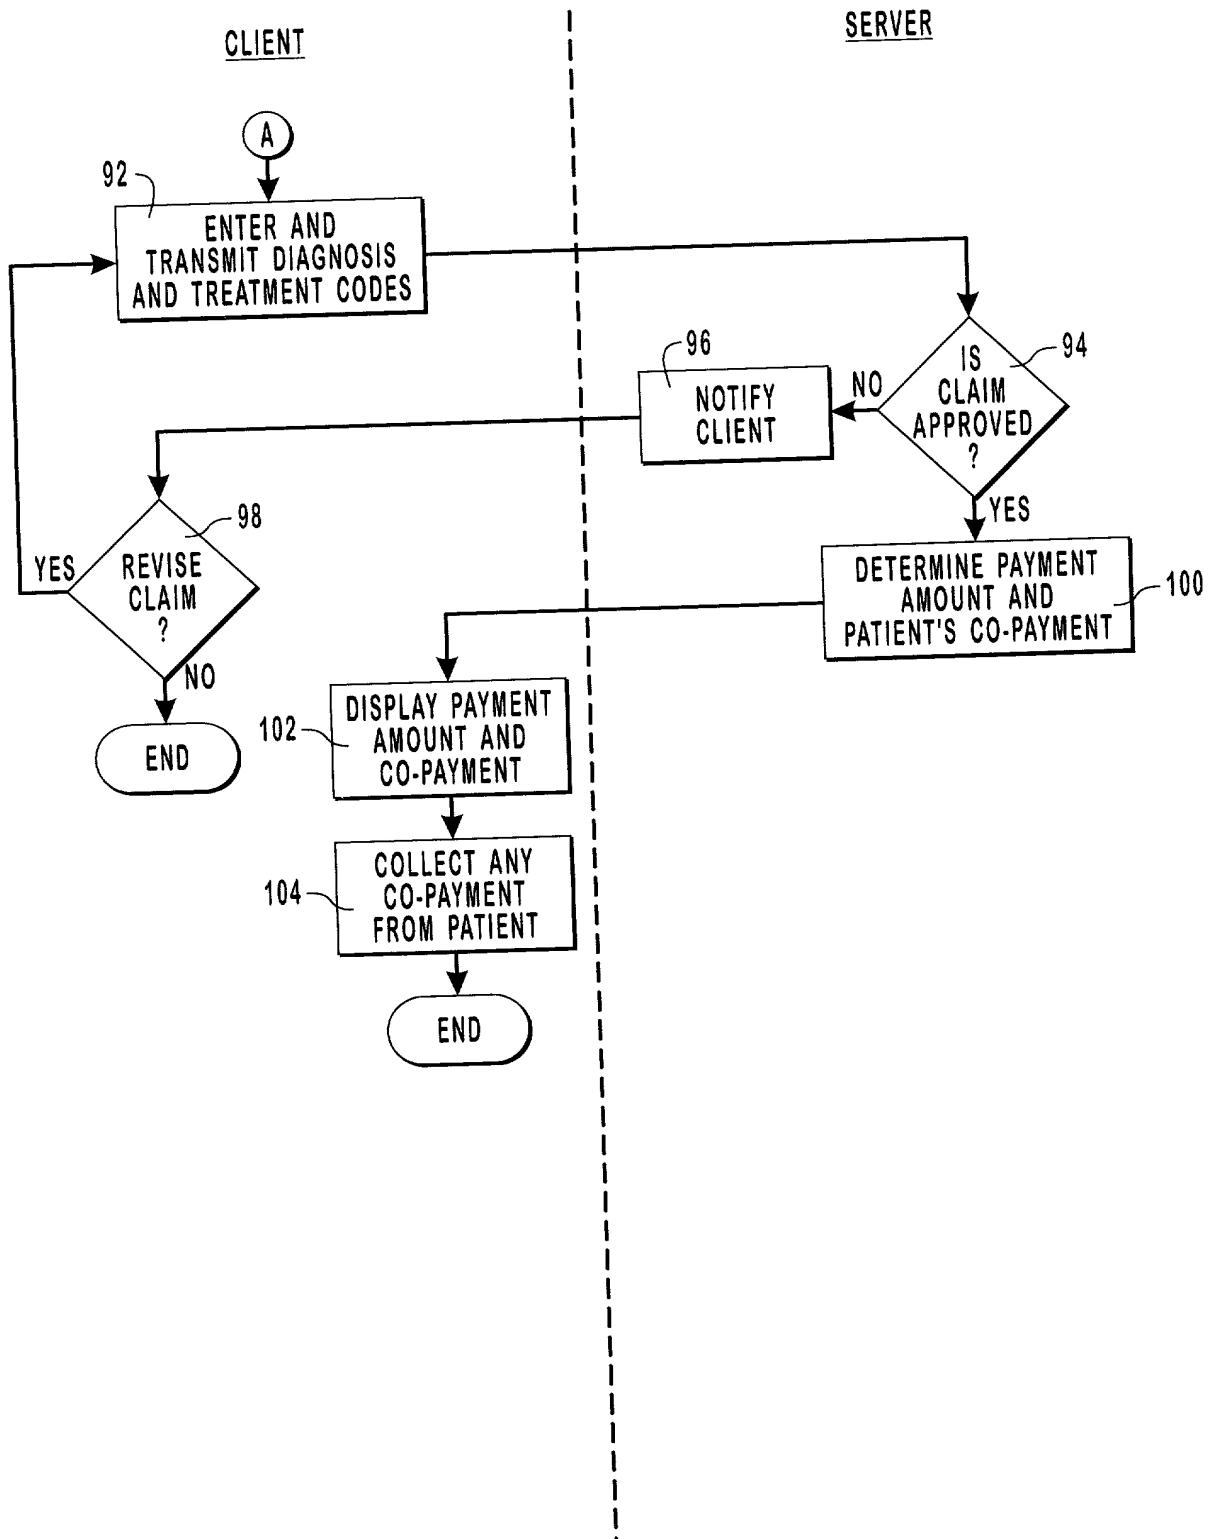 CLIENT
SERVER
A
92
ENTER AND
TRANSMIT DIAGNOSIS
AND TREATMENT CODES
96
NOTIFY
CLIENT
NO
94
IS
CLAIM
APPROVED
?
YES
98
YES
REVISE
CLAIM
?
NO
END
DETERMINE PAYMENT
AMOUNT AND
PATIENT'S CO-PAYMENT
100
102
DISPLAY PAYMENT
AMOUNT AND
CO-PAYMENT
104
COLLECT ANY
CO-PAYMENT
FROM PATIENT
END